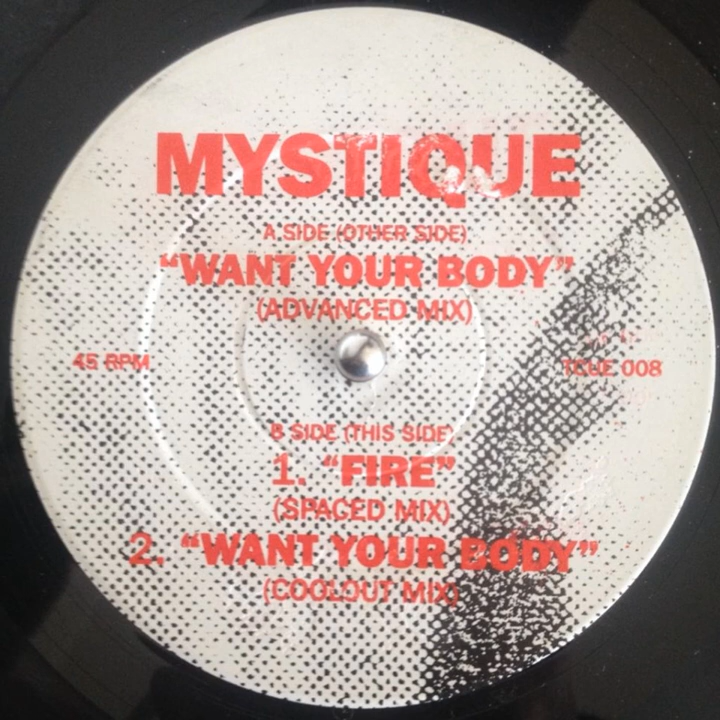 MYSTIQUE
A SIDE (OTHER SIDE)
“WANT YOUR BODY”
(ADVANCED MIX)
45 RPM
TCUE 008
B SIDE (THIS SIDE)
1. “FIRE”
(SPACED MIX)
2. “WANT YOUR BODY”
(COOLOUT MIX)